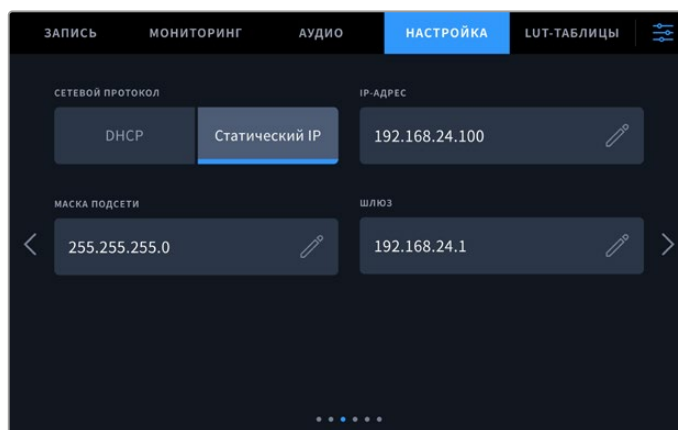 ЗАПИСЬ МОНИТОРИНГ АУДИО НАСТРОЙКА LUT-ТАБЛИЦЫ
СЕТЕВОЙ ПРОТОКОЛ IP-АДРЕС
DHCP Статический IP 192.168.24.100
МАСКА ПОДСЕТИ ШЛЮЗ
255.255.255.0 192.168.24.1